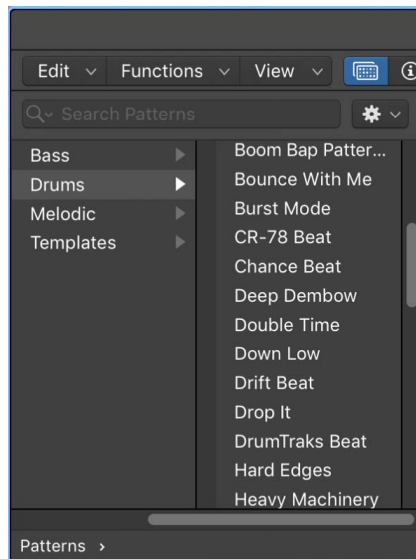 Edit Functions View
Search Patterns
Bass
Drums
Melodic
Templates
Boom Bap Patter...
Bounce With Me
Burst Mode
CR-78 Beat
Chance Beat
Deep Dembow
Double Time
Down Low
Drift Beat
Drop It
DrumTraks Beat
Hard Edges
Heavy Machinery
Patterns ›